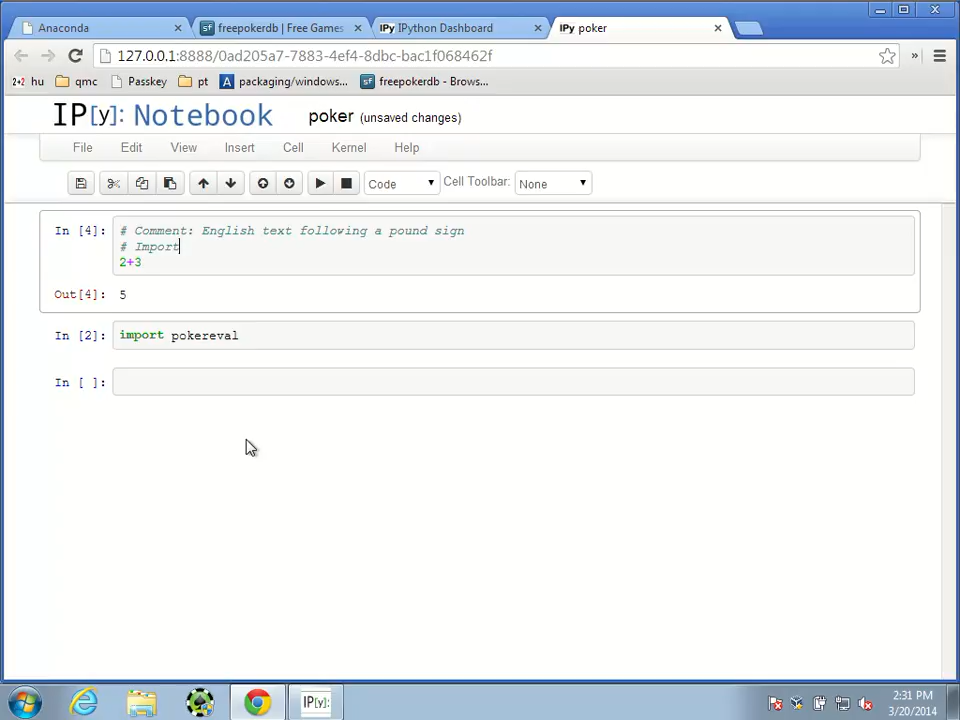 Anaconda
freepokerdb | Free Games
IPy IPython Dashboard
IPy poker
127.0.0.1:8888/0ad205a7-7883-4ef4-8dbc-bac1f068462f
2+2 hu qmc Passkey pt packaging/windows... freepokerdb - Brows...
IP[y]: Notebook poker (unsaved changes)
File Edit View Insert Cell Kernel Help
Code Cell Toolbar: None
In [4]: # Comment: English text following a pound sign
# Import
2+3
Out[4]: 5
In [2]: import pokereval
In [ ]:
IP[y]:
2:31 PM
3/20/2014